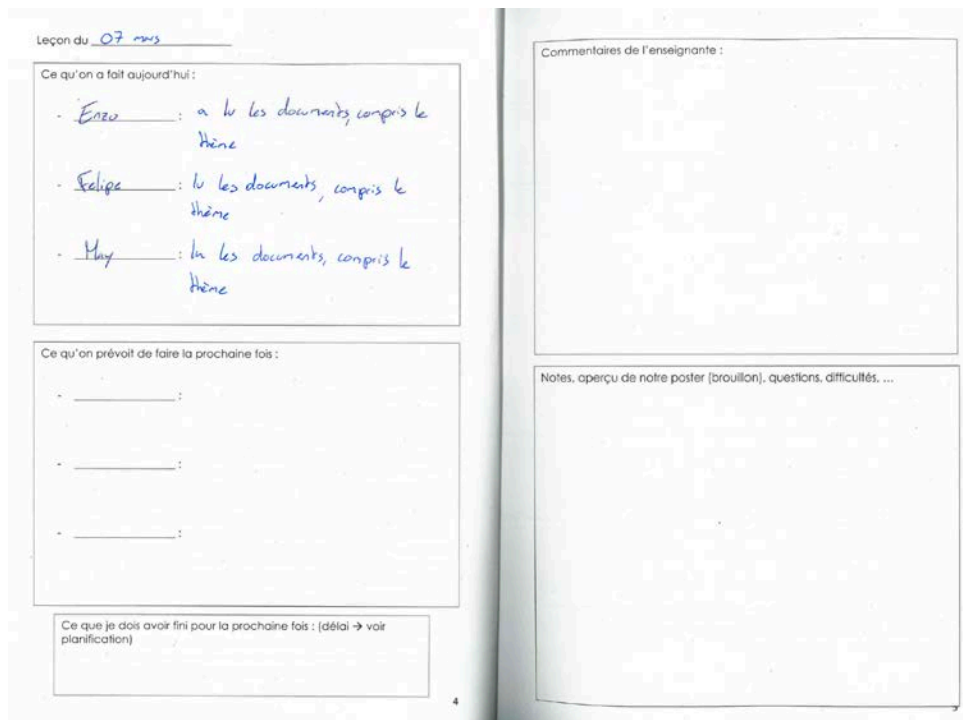 Leçon du 07 mars
Ce qu'on a fait aujourd'hui :
- Enzo : a lu les documents, compris le
thème
- Felipe : lu les documents, compris le
thème
- May : lu les documents, compris le
thème
Ce qu'on prévoit de faire la prochaine fois :
- :
- :
- :
Ce que je dois avoir fini pour la prochaine fois : (délai → voir
planification)
4
Commentaires de l'enseignante :
Notes, aperçu de notre poster (brouillon), questions, difficultés, ...